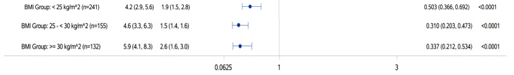 BMI Group: < 25 kg/m^2 (n=241) 4.2 (2.9, 5.6) 1.9 (1.5, 2.8) 0.503 (0.366, 0.692) <0.0001
BMI Group: 25 - < 30 kg/m^2 (n=155) 4.6 (3.3, 6.3) 1.5 (1.4, 1.6) 0.310 (0.203, 0.473) <0.0001
BMI Group: >= 30 kg/m^2 (n=132) 5.9 (4.1, 8.3) 2.6 (1.6, 3.0) 0.337 (0.212, 0.534) <0.0001
0.0625 1 3